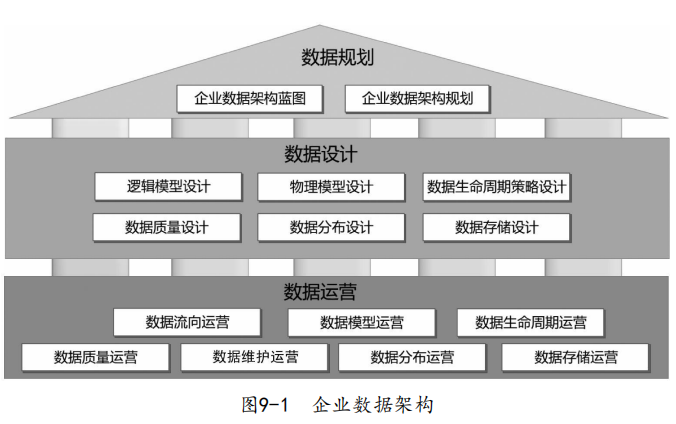 数据规划
企业数据架构蓝图 企业数据架构规划
数据设计
逻辑模型设计 物理模型设计 数据生命周期策略设计
数据质量设计 数据分布设计 数据存储设计
数据运营
数据流向运营 数据模型运营 数据生命周期运营
数据质量运营 数据维护运营 数据分布运营 数据存储运营
图9-1 企业数据架构